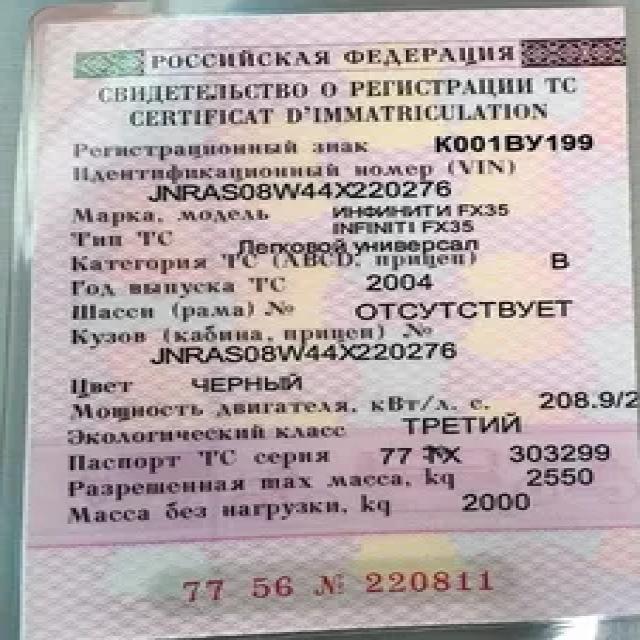 РОССИЙСКАЯ ФЕДЕРАЦИЯ
СВИДЕТЕЛЬСТВО О РЕГИСТРАЦИИ ТС
CERTIFICAT D'IMMATRICULATION
Регистрационный знак К001ВУ199
Идентификационный номер (VIN)
JNRAS08W44X220276
Марка, модель ИНФИНИТИ FX35
INFINITI FX35
Тип ТС Легковой универсал
Категория ТС (ABCD, прицеп) B
Год выпуска ТС 2004
Шасси (рама) № ОТСУТСТВУЕТ
Кузов (кабина, прицеп) №
JNRAS08W44X220276
Цвет ЧЕРНЫЙ
Мощность двигателя, кВт/л. с. 208.9/2
Экологический класс ТРЕТИЙ
Паспорт ТС серия 77 303299
Разрешенная max масса, kg 2550
Масса без нагрузки, kg 2000
77 56 № 220811